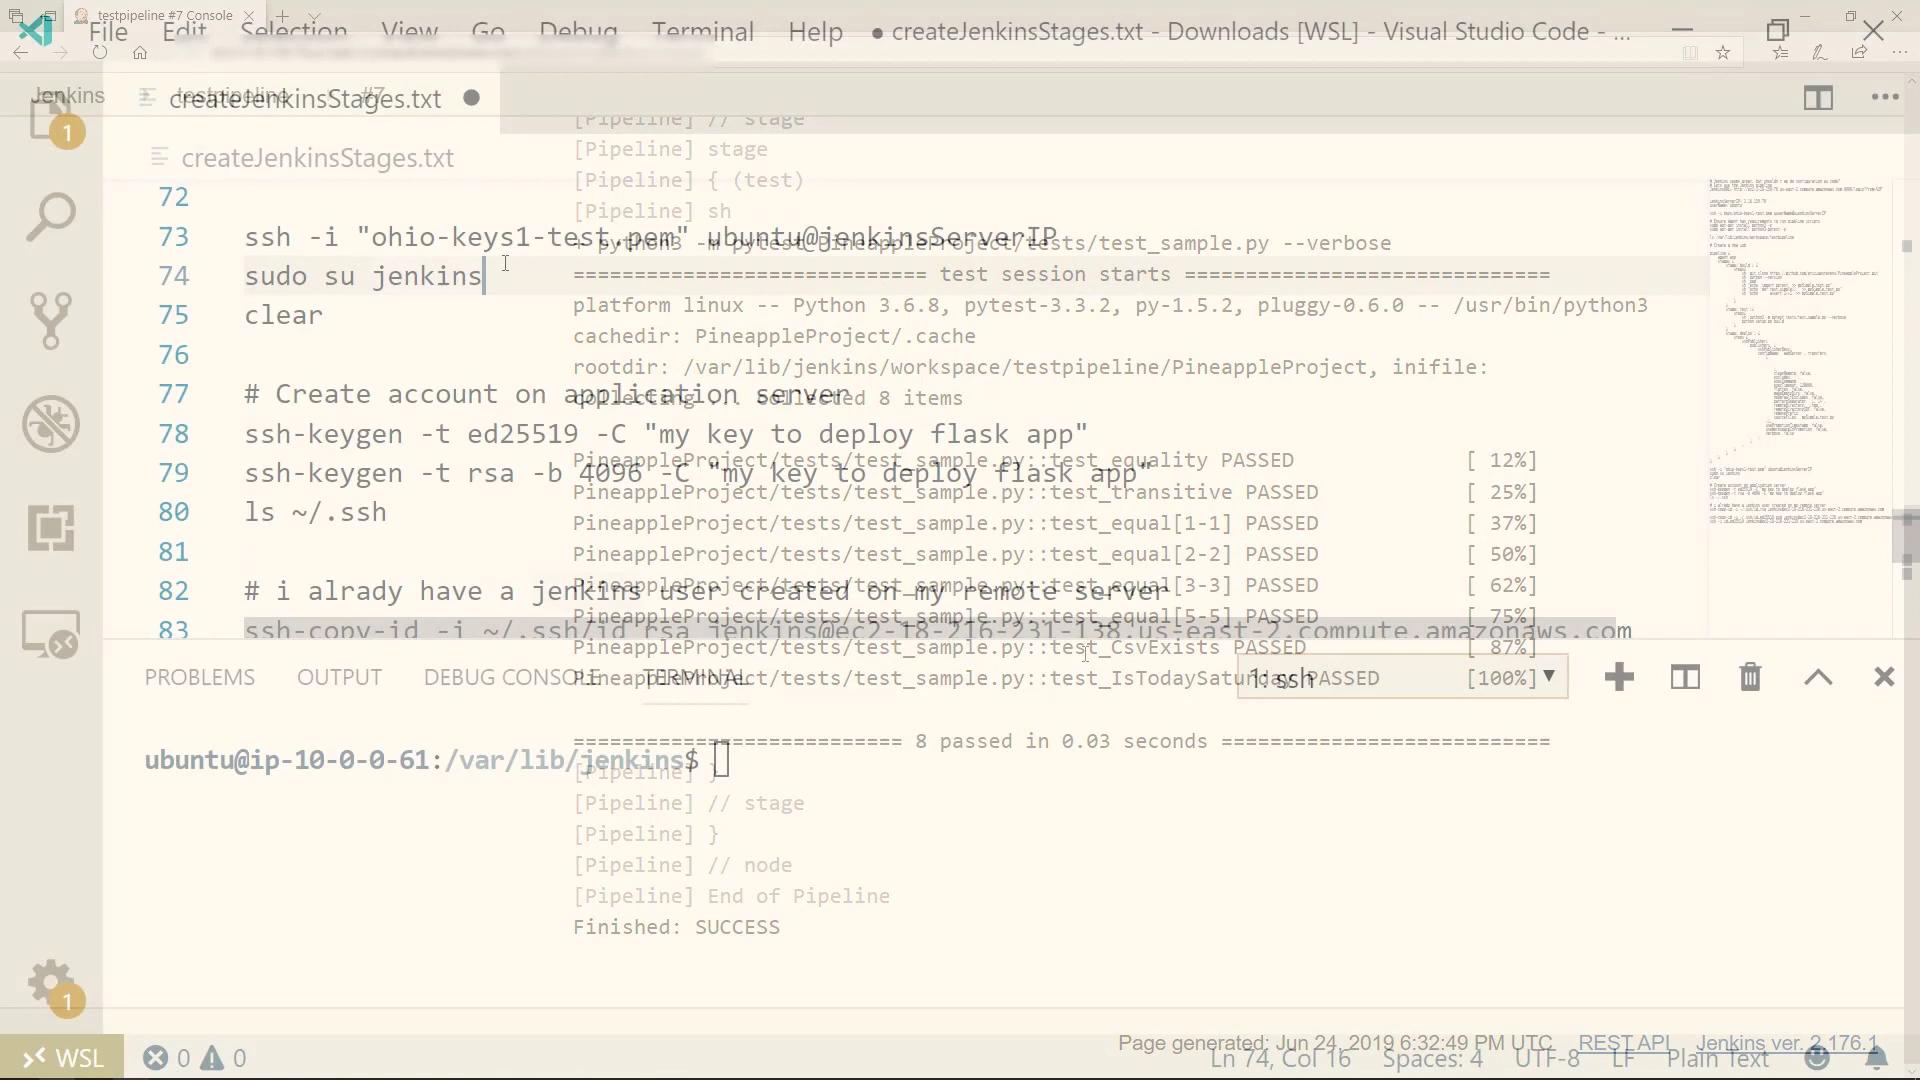 testpipeline #7 Console
File Edit Selection View Go Debug Terminal Help
● createJenkinsStages.txt - Downloads [WSL] - Visual Studio Code - ...
Jenkins testpipeline #7
createJenkinsStages.txt
createJenkinsStages.txt
72
73 ssh -i "ohio-keys1-test.pem" ubuntu@jenkinsServerIP
74 sudo su jenkins
75 clear
76
77 # Create account on application server
78 ssh-keygen -t ed25519 -C "my key to deploy flask app"
79 ssh-keygen -t rsa -b 4096 -C "my key to deploy flask app"
80 ls ~/.ssh
81
82 # i alrady have a jenkins user created on my remote server
83 ssh-copy-id -i ~/.ssh/id_rsa jenkins@ec2-18-216-231-138.us-east-2.compute.amazonaws.com
[Pipeline] // stage
[Pipeline] stage
[Pipeline] { (test)
[Pipeline] sh
+ python3 -m pytest PineappleProject/tests/test_sample.py --verbose
============================= test session starts ==============================
platform linux -- Python 3.6.8, pytest-3.3.2, py-1.5.2, pluggy-0.6.0 -- /usr/bin/python3
cachedir: PineappleProject/.cache
rootdir: /var/lib/jenkins/workspace/testpipeline/PineappleProject, inifile:
collecting ... collected 8 items
PineappleProject/tests/test_sample.py::test_equality PASSED [ 12%]
PineappleProject/tests/test_sample.py::test_transitive PASSED [ 25%]
PineappleProject/tests/test_sample.py::test_equal[1-1] PASSED [ 37%]
PineappleProject/tests/test_sample.py::test_equal[2-2] PASSED [ 50%]
PineappleProject/tests/test_sample.py::test_equal[3-3] PASSED [ 62%]
PineappleProject/tests/test_sample.py::test_equal[5-5] PASSED [ 75%]
PineappleProject/tests/test_sample.py::test_CsvExists PASSED [ 87%]
PineappleProject/tests/test_sample.py::test_IsTodaySaturday PASSED [100%]
=========================== 8 passed in 0.03 seconds ===========================
[Pipeline] }
[Pipeline] // stage
[Pipeline] }
[Pipeline] // node
[Pipeline] End of Pipeline
Finished: SUCCESS
PROBLEMS OUTPUT DEBUG CONSOLE TERMINAL 1: ssh
ubuntu@ip-10-0-0-61:/var/lib/jenkins$
1
1
Page generated: Jun 24, 2019 6:32:49 PM UTC REST API Jenkins ver. 2.176.1
WSL 0 0 Ln 74, Col 16 Spaces: 4 UTF-8 LF Plain Text